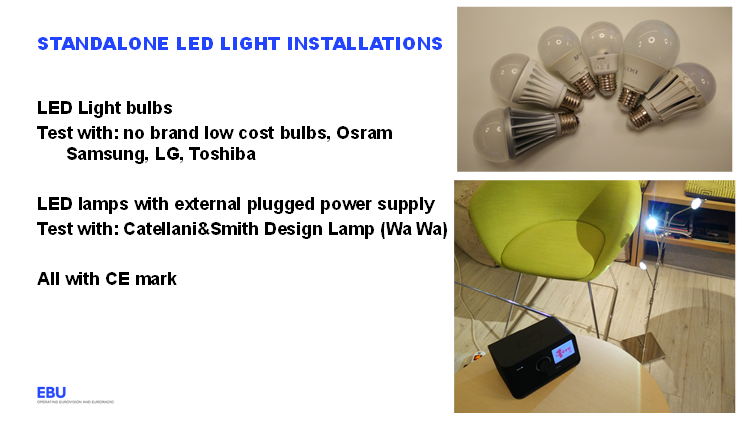 STANDALONE LED LIGHT INSTALLATIONS
LED Light bulbs
Test with: no brand low cost bulbs, Osram
Samsung, LG, Toshiba
LED lamps with external plugged power supply
Test with: Catellani&Smith Design Lamp (Wa Wa)
All with CE mark
EBU
OPERATING EUROVISION AND EURORADIO